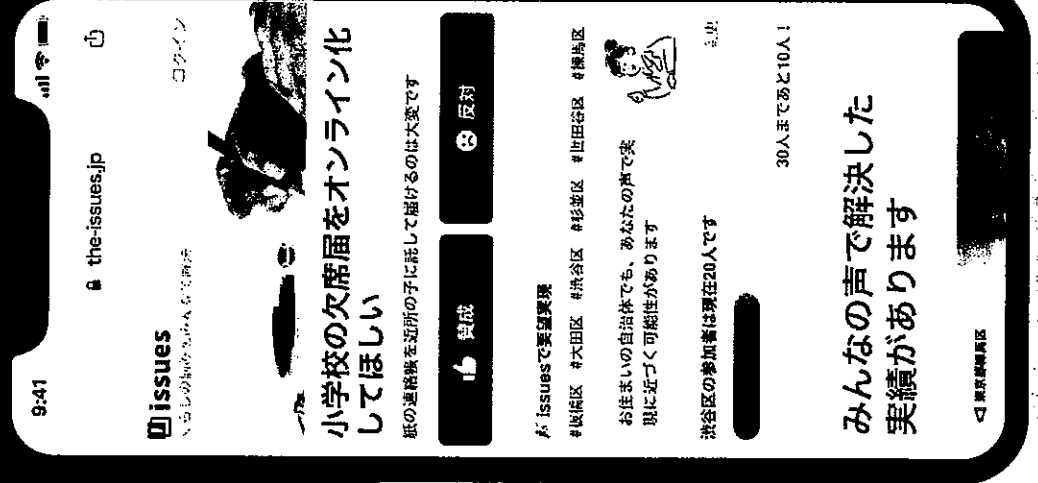 9:41
the-issues.jp
issues
ログイン
小学校の欠席届をオンライン化
してほしい
紙の連絡帳を近所の子に託して届けるのは大変です
賛成
反対
issuesで要望実現
#板橋区 #大田区 #渋谷区 #杉並区 #世田谷区 #練馬区
お住まいの自治体でも、あなたの声で実
現に近づく可能性があります
渋谷区の参加者は現在20人です
30人まであと10人！
みんなの声で解決した
実績があります
東京都練馬区